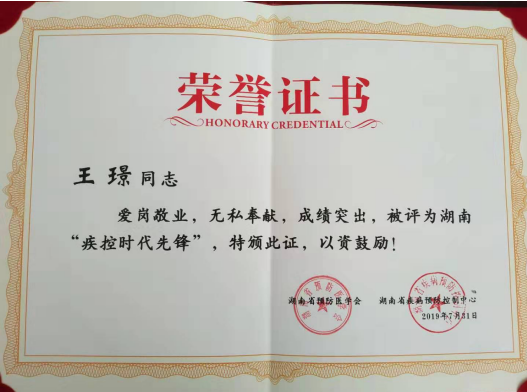 荣誉证书
HONORARY CREDENTIAL
王璟同志
爱岗敬业，无私奉献，成绩突出，被评为湖南
“疾控时代先锋”，特颁此证，以资鼓励！
湖南省预防医学会 湖南省疾病预防控制中心
2019年7月31日